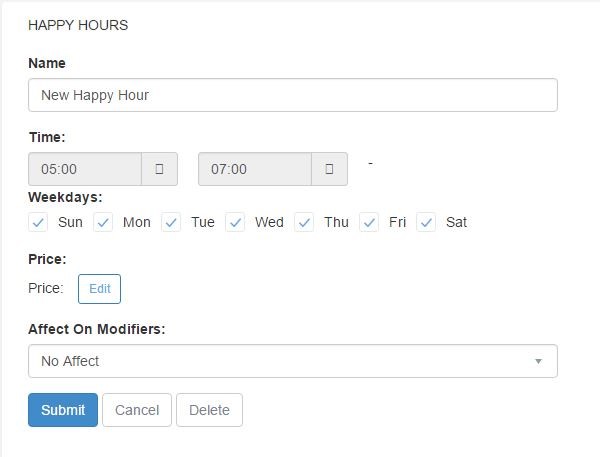 HAPPY HOURS
Name
New Happy Hour
Time:
05:00 07:00 -
Weekdays:
Sun Mon Tue Wed Thu Fri Sat
Price:
Price: Edit
Affect On Modifiers:
No Affect
Submit Cancel Delete